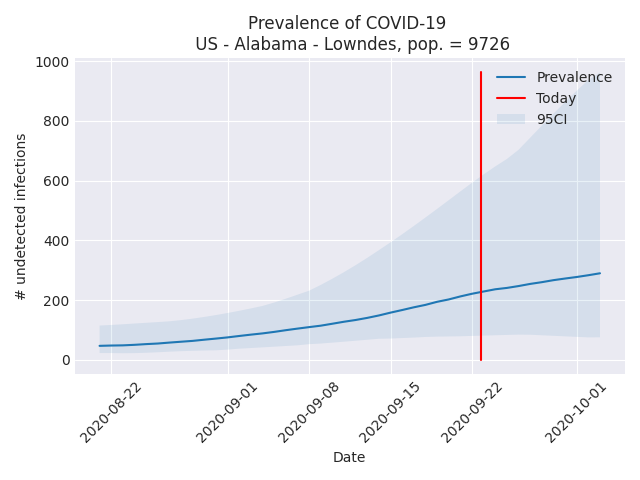 Prevalence of COVID-19
US - Alabama - Lowndes, pop. = 9726
1000
800
600
400
200
0
# undetected infections
Prevalence
Today
95CI
2020-08-22
2020-09-01
2020-09-08
2020-09-15
2020-09-22
2020-10-01
Date